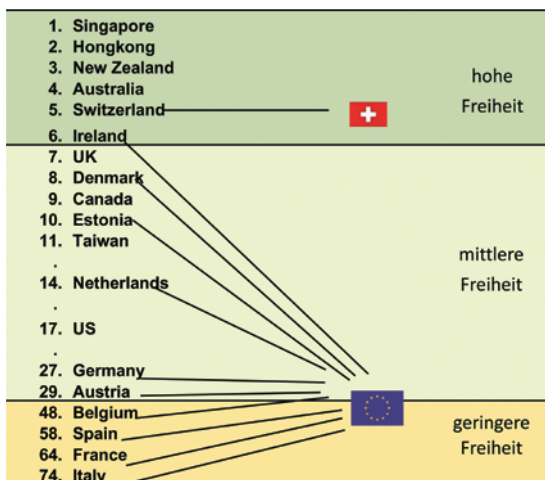 1. Singapore
2. Hongkong
3. New Zealand
4. Australia
5. Switzerland
6. Ireland
7. UK
8. Denmark
9. Canada
10. Estonia
11. Taiwan
.
14. Netherlands
.
17. US
.
27. Germany
29. Austria
48. Belgium
58. Spain
64. France
74. Italy
hohe
Freiheit
mittlere
Freiheit
geringere
Freiheit